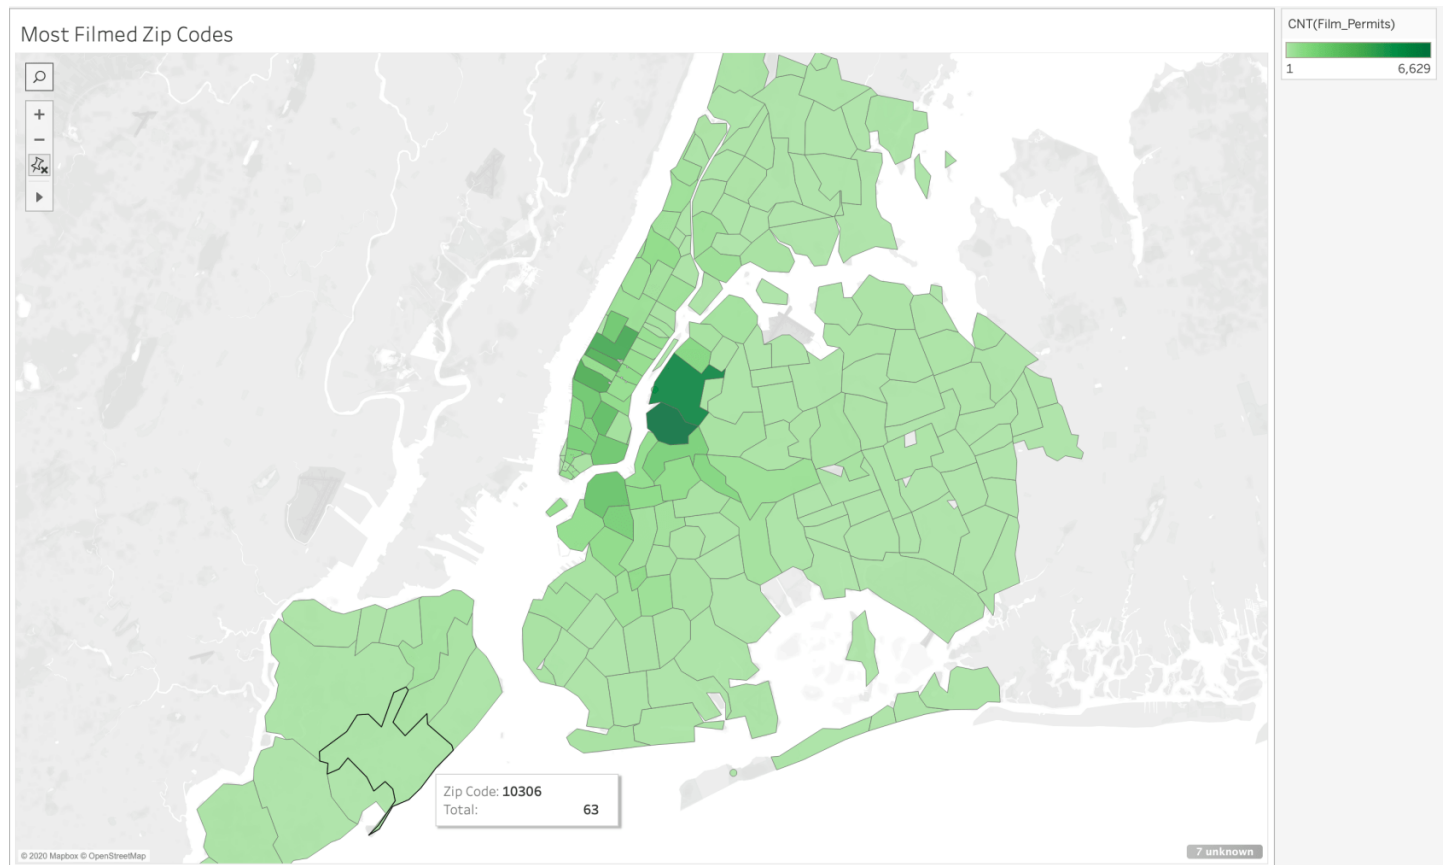 Most Filmed Zip Codes
CNT(Film_Permits)
1 6,629
Zip Code: 10306
Total: 63
© 2020 Mapbox © OpenStreetMap
7 unknown